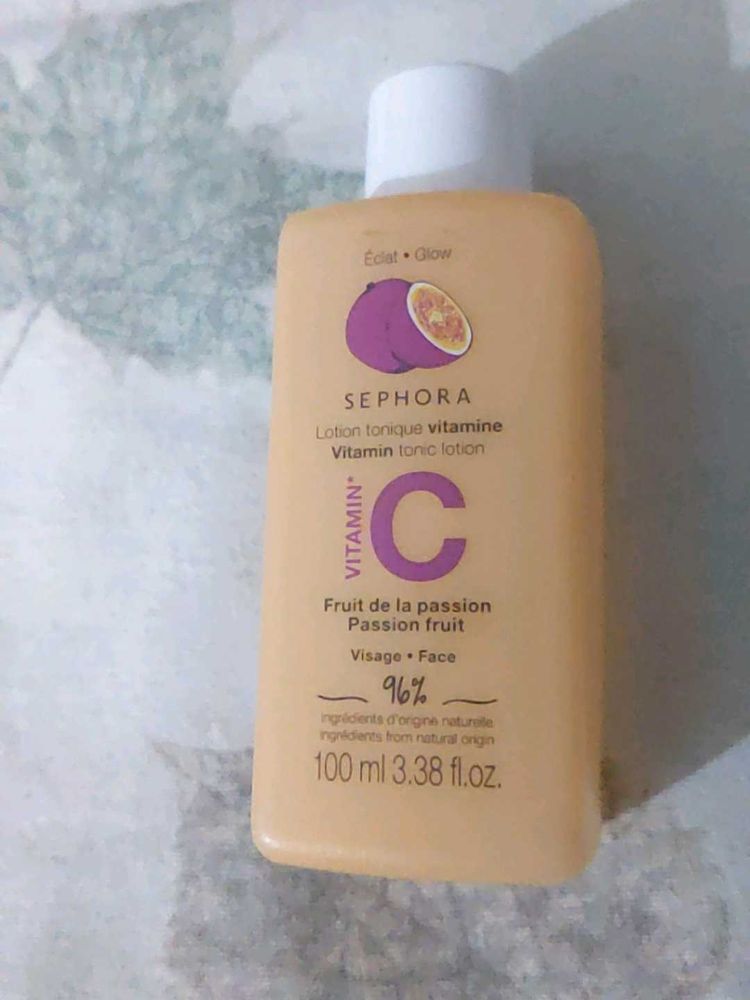 Éclat • Glow
SEPHORA
Lotion tonique vitamine
Vitamin tonic lotion
VITAMIN*
C
Fruit de la passion
Passion fruit
Visage • Face
96%
ingrédients d'origine naturelle
ingredients from natural origin
100 ml 3.38 fl.oz.